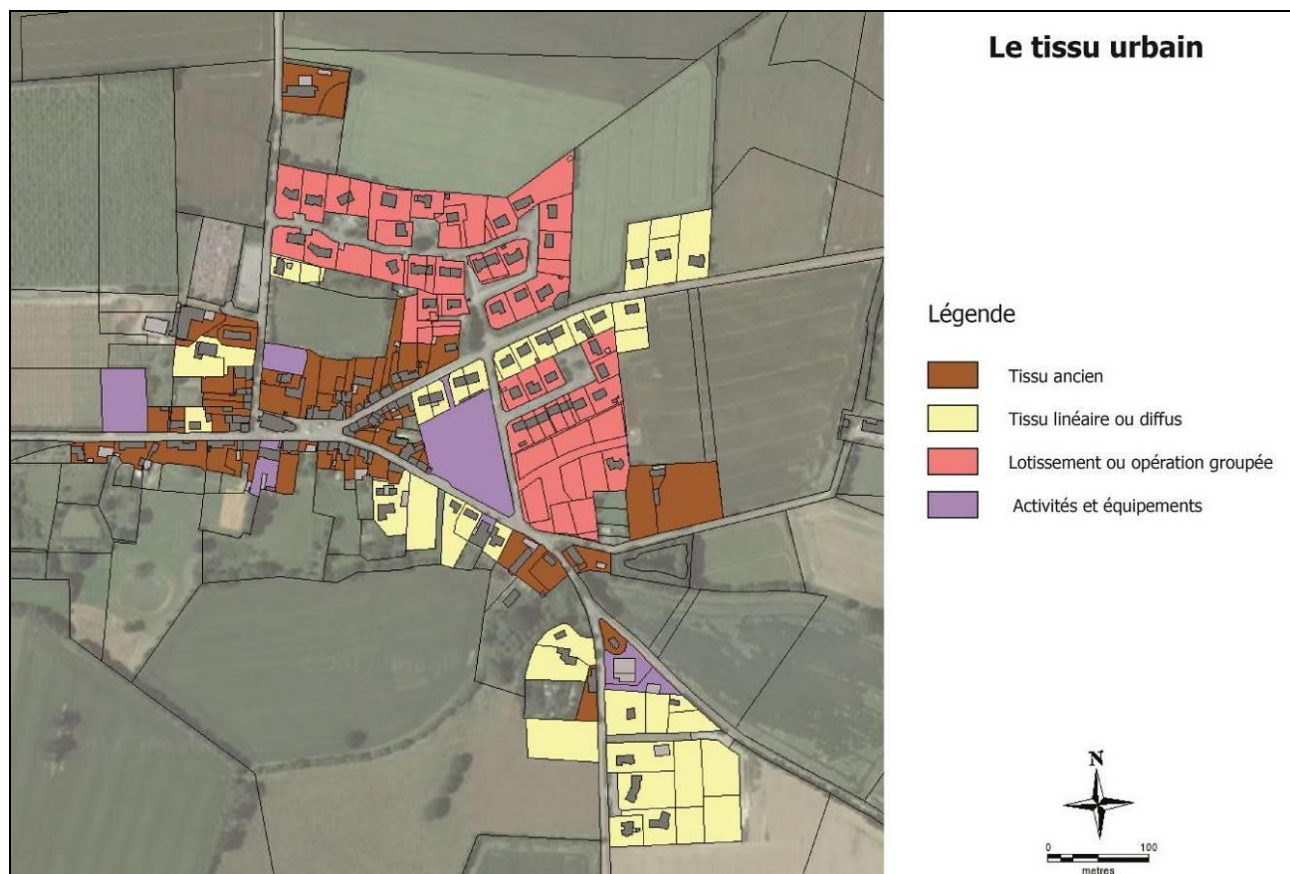 Le tissu urbain
Légende
Tissu ancien
Tissu linéaire ou diffus
Lotissement ou opération groupée
Activités et équipements
N
0 100
metres